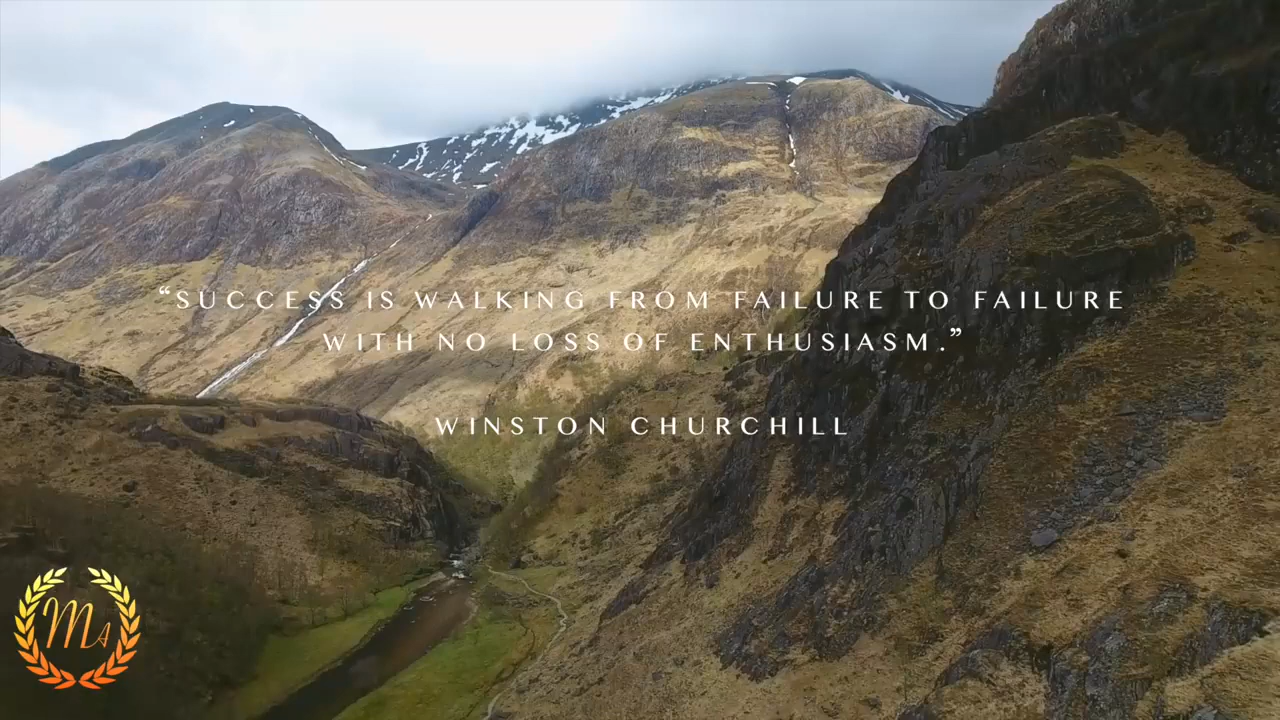 “SUCCESS IS WALKING FROM FAILURE TO FAILURE
WITH NO LOSS OF ENTHUSIASM.”
WINSTON CHURCHILL
MA